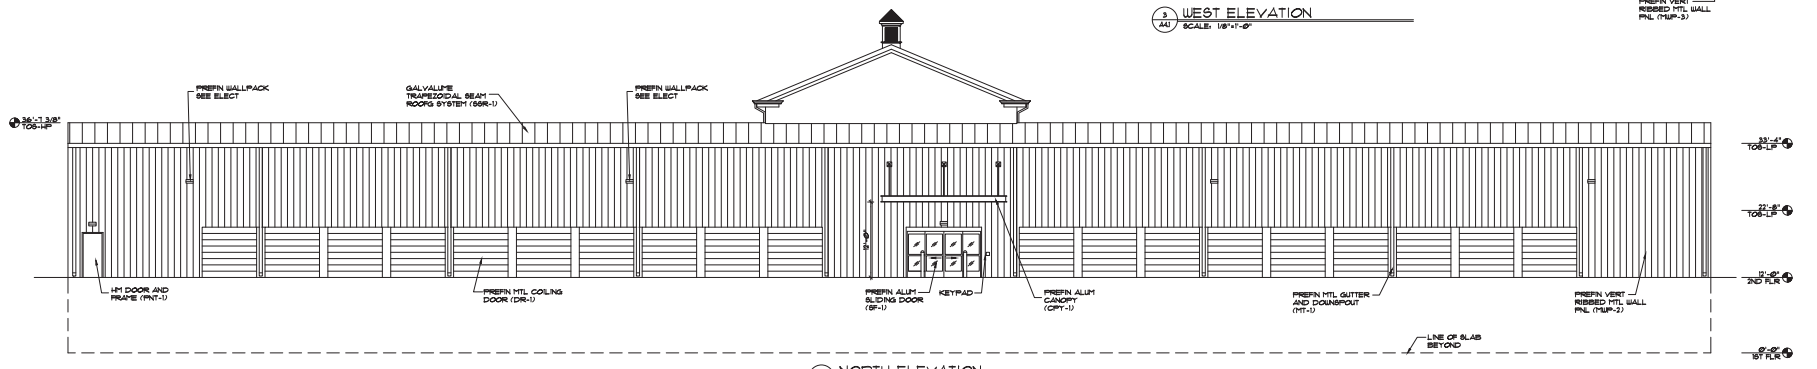 3
A4.1
WEST ELEVATION
SCALE: 1/8"=1'-0"
PREFIN VERT
RIBBED MTL WALL
PNL (MWP-3)
PREFIN WALLPACK
SEE ELECT
GALVALUME
TRAPEZOIDAL SEAM
ROOFG SYSTEM (SSR-1)
PREFIN WALLPACK
SEE ELECT
36'-7 3/8"
TOS-HP
33'-4"
TOS-LP
22'-8"
TOS-LP
12'-0"
12'-0"
2ND FLR
HM DOOR AND
FRAME (PNT-1)
PREFIN MTL COILING
DOOR (DR-1)
PREFIN ALUM
SLIDING DOOR
(SF-1)
KEYPAD
PREFIN ALUM
CANOPY
(CPY-1)
PREFIN MTL GUTTER
AND DOWNSPOUT
(MT-1)
PREFIN VERT
RIBBED MTL WALL
PNL (MWP-2)
LINE OF SLAB
BEYOND
0'-0"
1ST FLR
NORTH ELEVATION